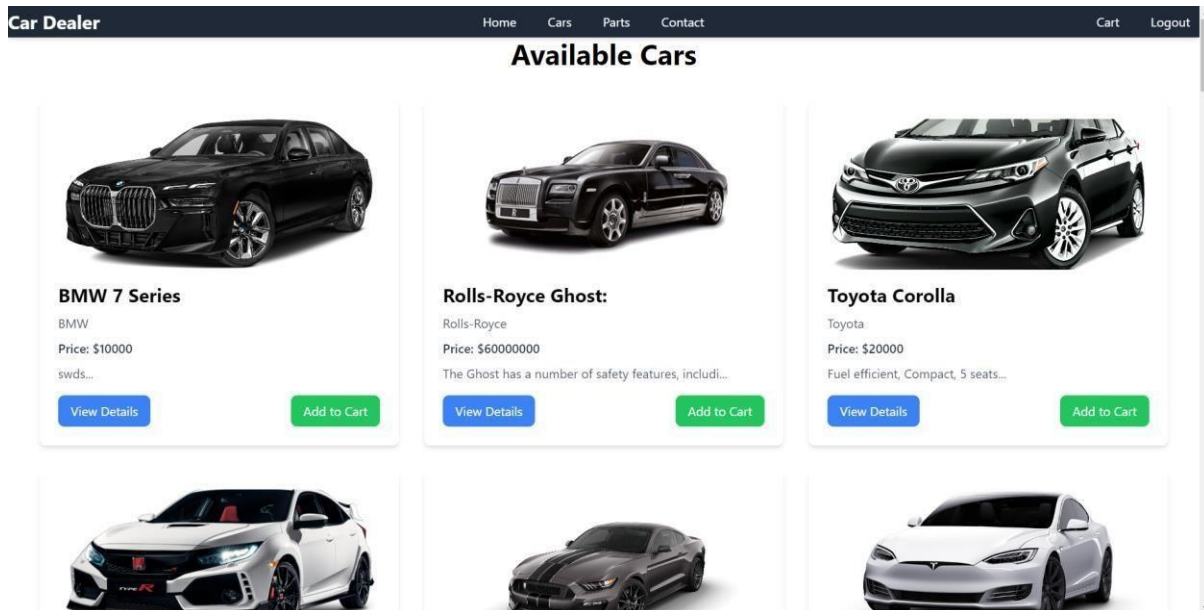 Car Dealer Home Cars Parts Contact Cart Logout
Available Cars
BMW 7 Series
BMW
Price: $10000
swds...
View Details Add to Cart
Rolls-Royce Ghost:
Rolls-Royce
Price: $60000000
The Ghost has a number of safety features, includi...
View Details Add to Cart
Toyota Corolla
Toyota
Price: $20000
Fuel efficient, Compact, 5 seats...
View Details Add to Cart
TYPE R